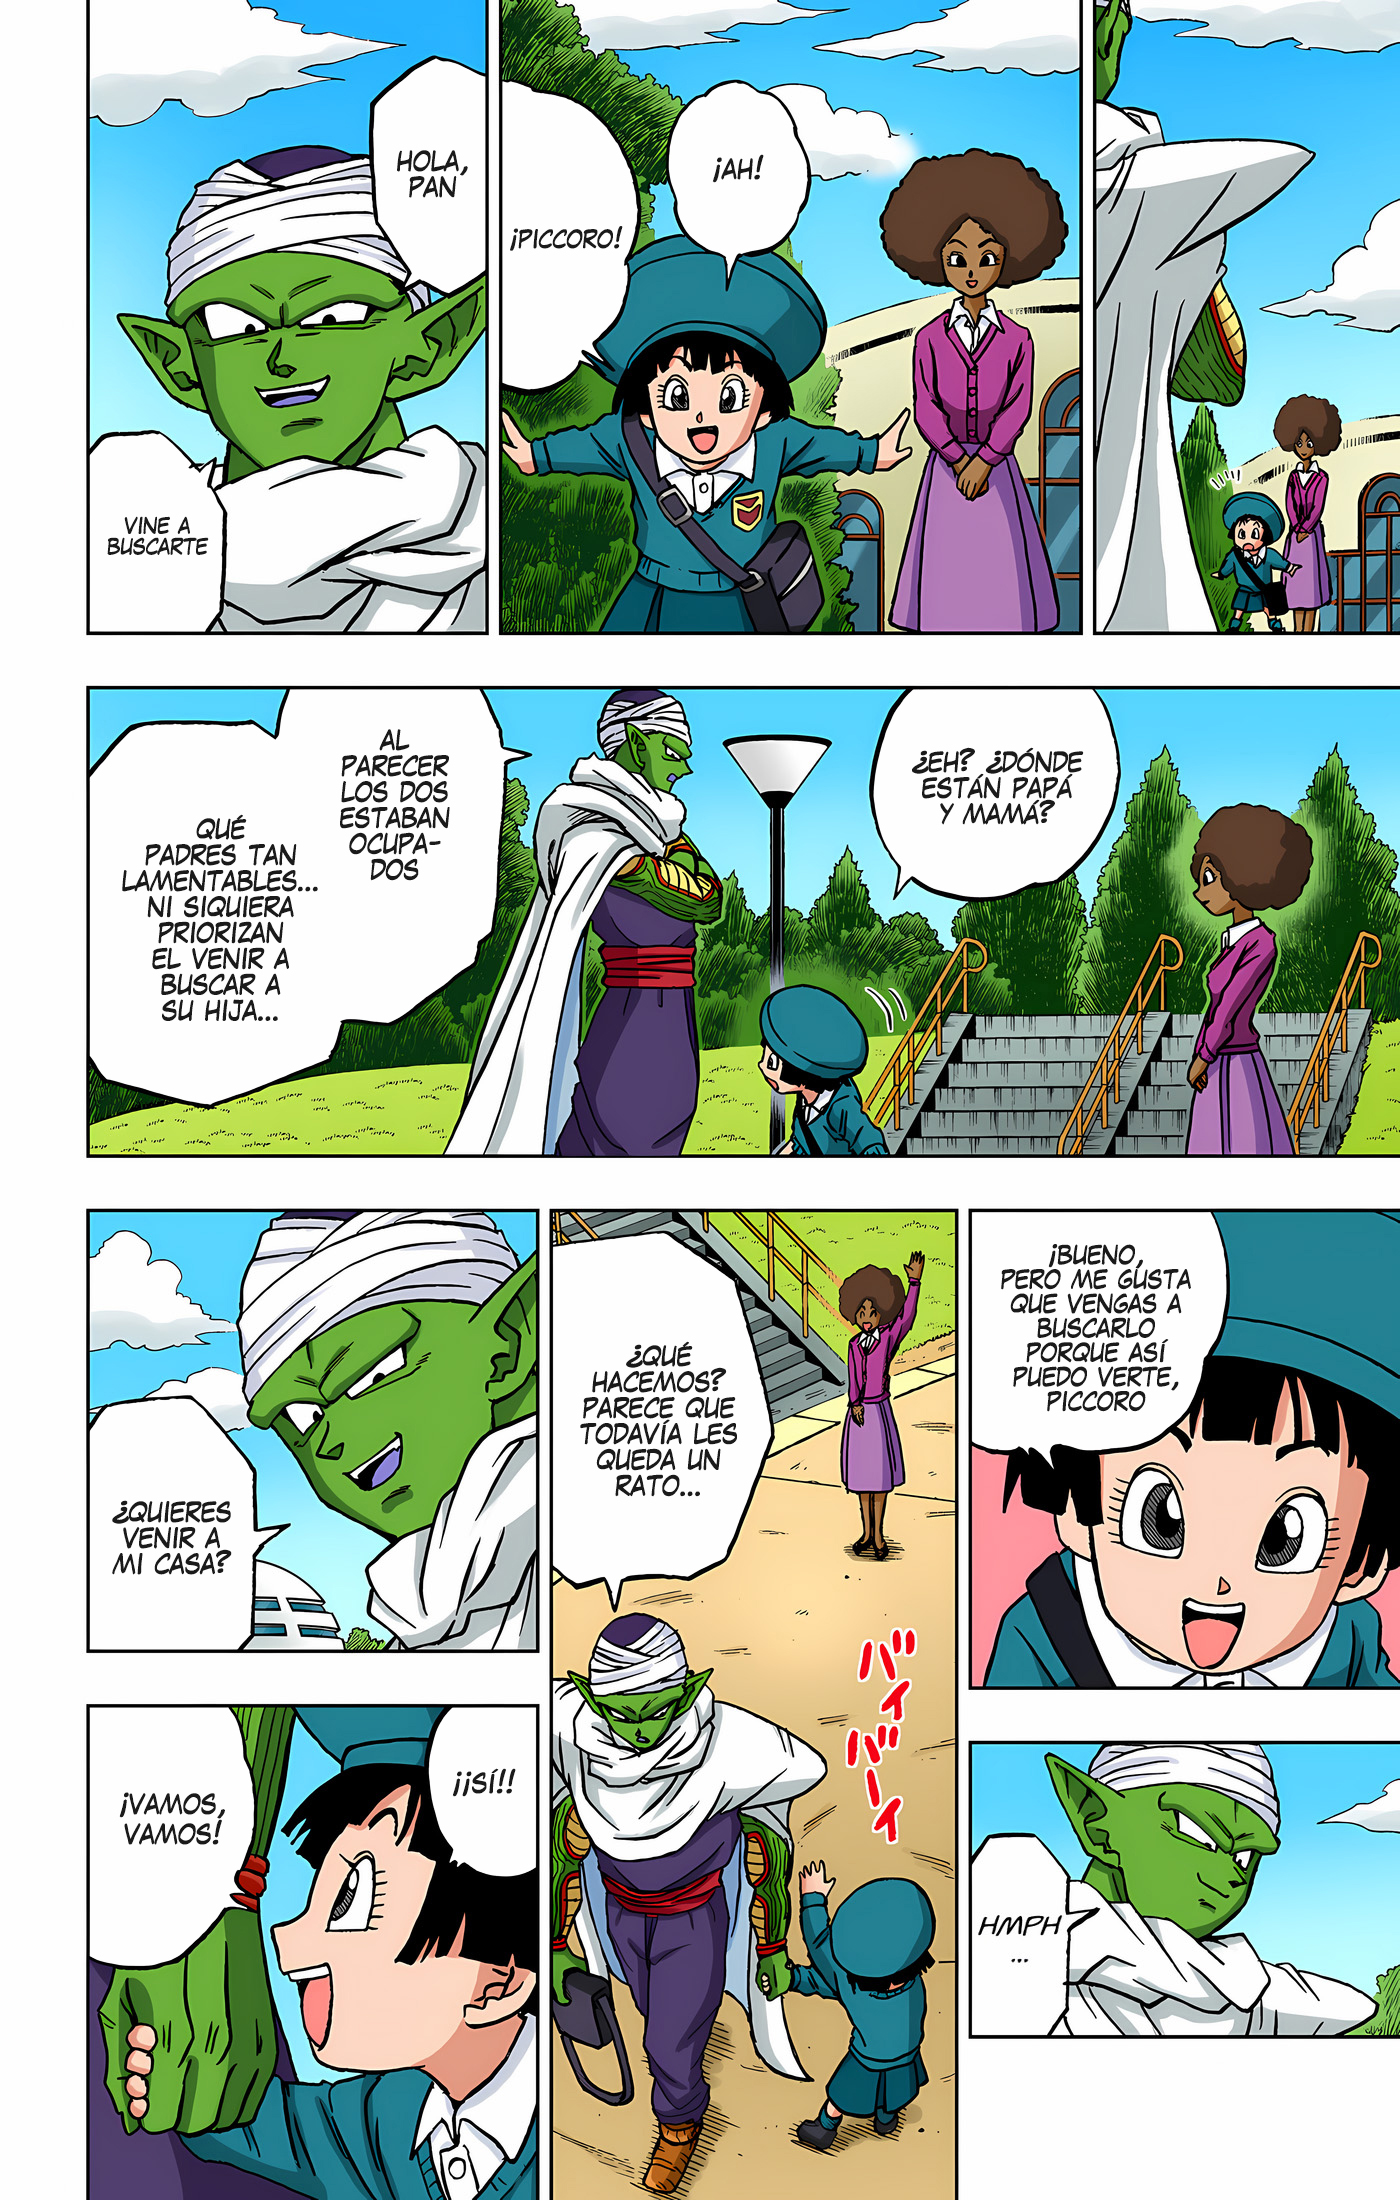 ¡AH!
¡PICCORO!
HOLA,
PAN
VINE A
BUSCARTE
¿EH? ¿DÓNDE
ESTÁN PAPÁ
Y MAMÁ?
AL
PARECER
LOS DOS
ESTABAN
OCUPA-
DOS
QUÉ
PADRES TAN
LAMENTABLES...
NI SIQUIERA
PRIORIZAN
EL VENIR A
BUSCAR A
SU HIJA...
¡BUENO,
PERO ME GUSTA
QUE VENGAS A
BUSCARLO
PORQUE ASÍ
PUEDO VERTE,
PICCORO
HMPH
...
¿QUÉ
HACEMOS?
PARECE QUE
TODAVÍA LES
QUEDA UN
RATO...
バイ
バーイ
¿QUIERES
VENIR A
MI CASA?
¡¡SÍ!!
¡VAMOS,
VAMOS!